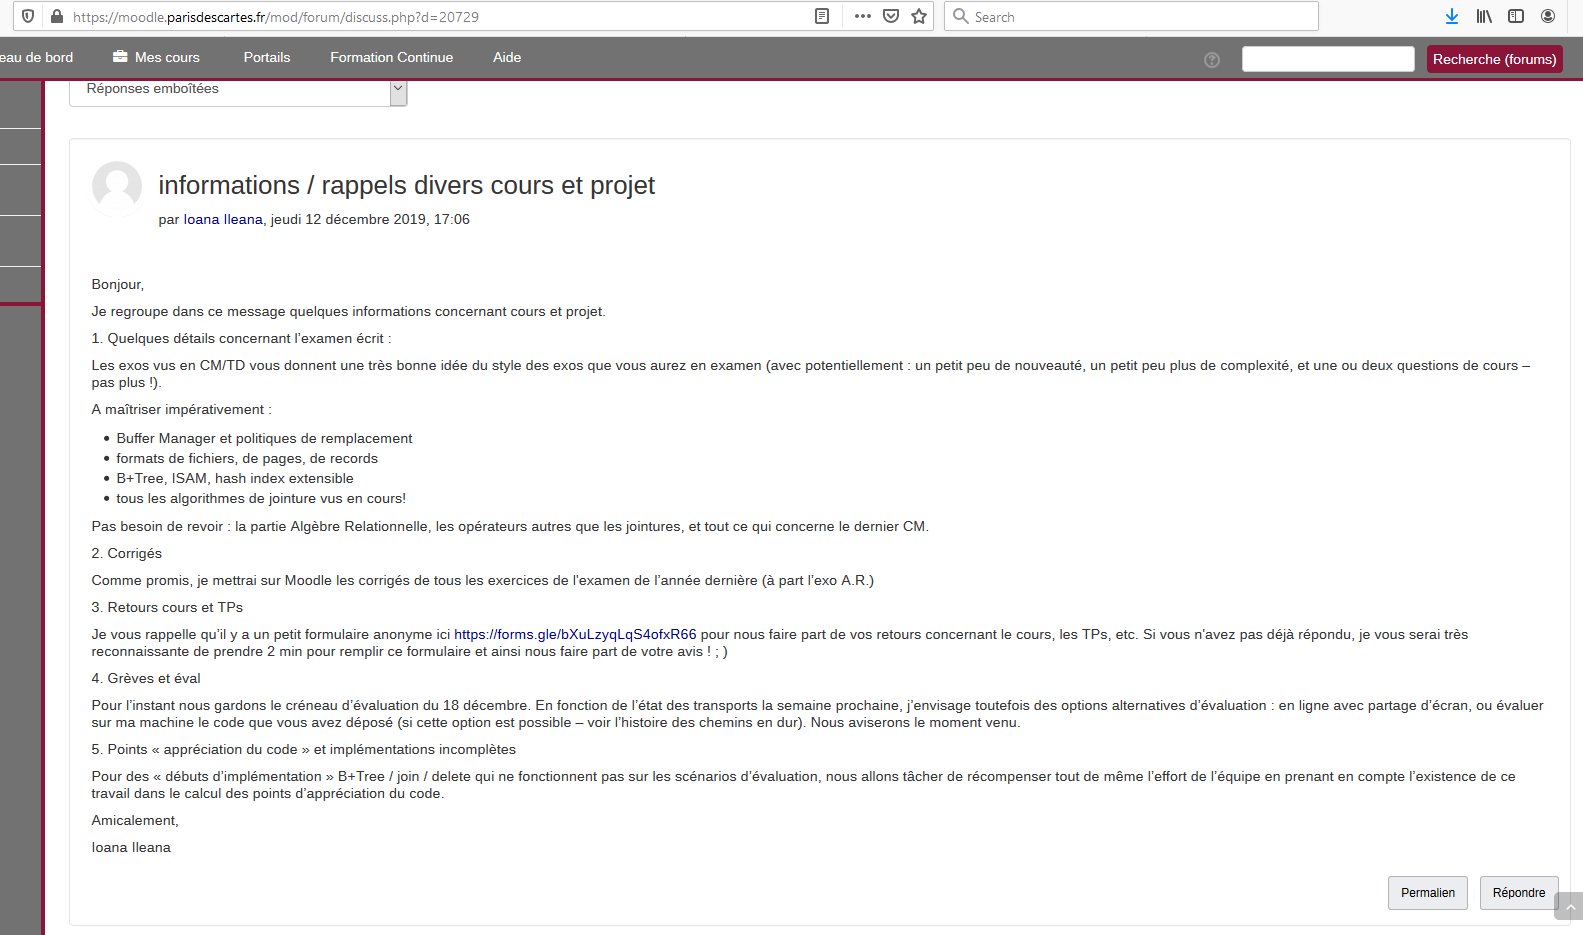 https://moodle.parisdescartes.fr/mod/forum/discuss.php?d=20729
Search
eau de bord
Mes cours
Portails
Formation Continue
Aide
Recherche (forums)
Réponses emboîtées
informations / rappels divers cours et projet
par Ioana Ileana, jeudi 12 décembre 2019, 17:06
Bonjour,
Je regroupe dans ce message quelques informations concernant cours et projet.
1. Quelques détails concernant l'examen écrit :
Les exos vus en CM/TD vous donnent une très bonne idée du style des exos que vous aurez en examen (avec potentiellement : un petit peu de nouveauté, un petit peu plus de complexité, et une ou deux questions de cours –
pas plus !).
A maîtriser impérativement :
• Buffer Manager et politiques de remplacement
• formats de fichiers, de pages, de records
• B+Tree, ISAM, hash index extensible
• tous les algorithmes de jointure vus en cours!
Pas besoin de revoir : la partie Algèbre Relationnelle, les opérateurs autres que les jointures, et tout ce qui concerne le dernier CM.
2. Corrigés
Comme promis, je mettrai sur Moodle les corrigés de tous les exercices de l'examen de l'année dernière (à part l'exo A.R.)
3. Retours cours et TPs
Je vous rappelle qu'il y a un petit formulaire anonyme ici https://forms.gle/bXuLzyqLqS4ofxR66 pour nous faire part de vos retours concernant le cours, les TPs, etc. Si vous n'avez pas déjà répondu, je vous serai très
reconnaissante de prendre 2 min pour remplir ce formulaire et ainsi nous faire part de votre avis ! ; )
4. Grèves et éval
Pour l'instant nous gardons le créneau d'évaluation du 18 décembre. En fonction de l'état des transports la semaine prochaine, j'envisage toutefois des options alternatives d'évaluation : en ligne avec partage d'écran, ou évaluer
sur ma machine le code que vous avez déposé (si cette option est possible – voir l'histoire des chemins en dur). Nous aviserons le moment venu.
5. Points « appréciation du code » et implémentations incomplètes
Pour des « débuts d'implémentation » B+Tree / join / delete qui ne fonctionnent pas sur les scénarios d'évaluation, nous allons tâcher de récompenser tout de même l'effort de l'équipe en prenant en compte l'existence de ce
travail dans le calcul des points d'appréciation du code.
Amicalement,
Ioana Ileana
Permalien
Répondre